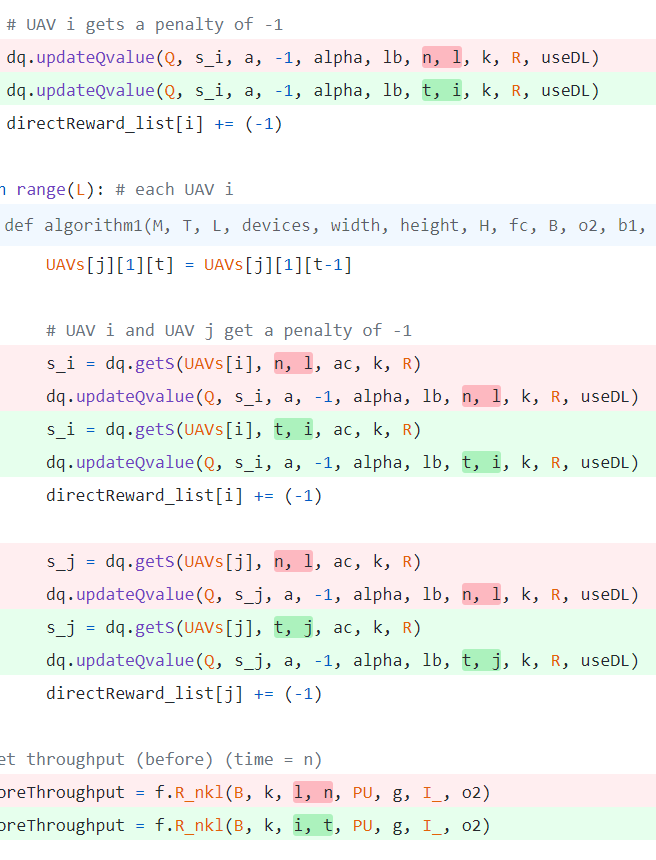 # UAV i gets a penalty of -1
dq.updateQvalue(Q, s_i, a, -1, alpha, lb, n, l, k, R, useDL)
dq.updateQvalue(Q, s_i, a, -1, alpha, lb, t, i, k, R, useDL)
directReward_list[i] += (-1)
n range(L): # each UAV i
def algorithm1(M, T, L, devices, width, height, H, fc, B, o2, b1,
UAVs[j][1][t] = UAVs[j][1][t-1]
# UAV i and UAV j get a penalty of -1
s_i = dq.getS(UAVs[i], n, l, ac, k, R)
dq.updateQvalue(Q, s_i, a, -1, alpha, lb, n, l, k, R, useDL)
s_i = dq.getS(UAVs[i], t, i, ac, k, R)
dq.updateQvalue(Q, s_i, a, -1, alpha, lb, t, i, k, R, useDL)
directReward_list[i] += (-1)
s_j = dq.getS(UAVs[j], n, l, ac, k, R)
dq.updateQvalue(Q, s_j, a, -1, alpha, lb, n, l, k, R, useDL)
s_j = dq.getS(UAVs[j], t, j, ac, k, R)
dq.updateQvalue(Q, s_j, a, -1, alpha, lb, t, j, k, R, useDL)
directReward_list[j] += (-1)
et throughput (before) (time = n)
oreThroughput = f.R_nkl(B, k, l, n, PU, g, I_, o2)
oreThroughput = f.R_nkl(B, k, i, t, PU, g, I_, o2)